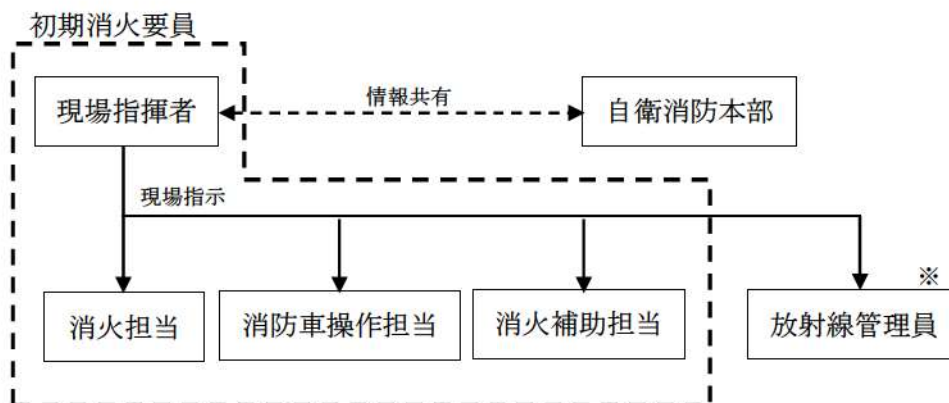 初期消火要員
現場指揮者
情報共有
自衛消防本部
現場指示
※
消火担当
消防車操作担当
消火補助担当
放射線管理員